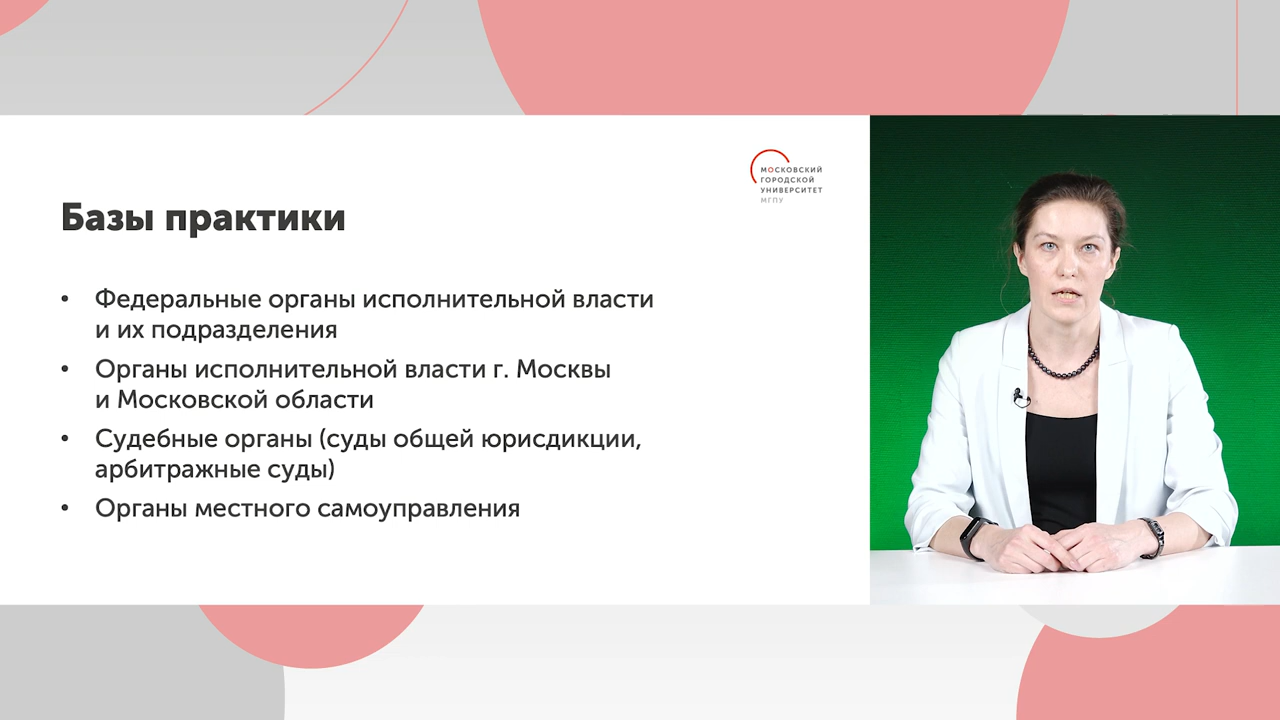 МОСКОВСКИЙ
ГОРОДСКОЙ
УНИВЕРСИТЕТ
МГПУ
Базы практики
• Федеральные органы исполнительной власти
и их подразделения
• Органы исполнительной власти г. Москвы
и Московской области
• Судебные органы (суды общей юрисдикции,
арбитражные суды)
• Органы местного самоуправления